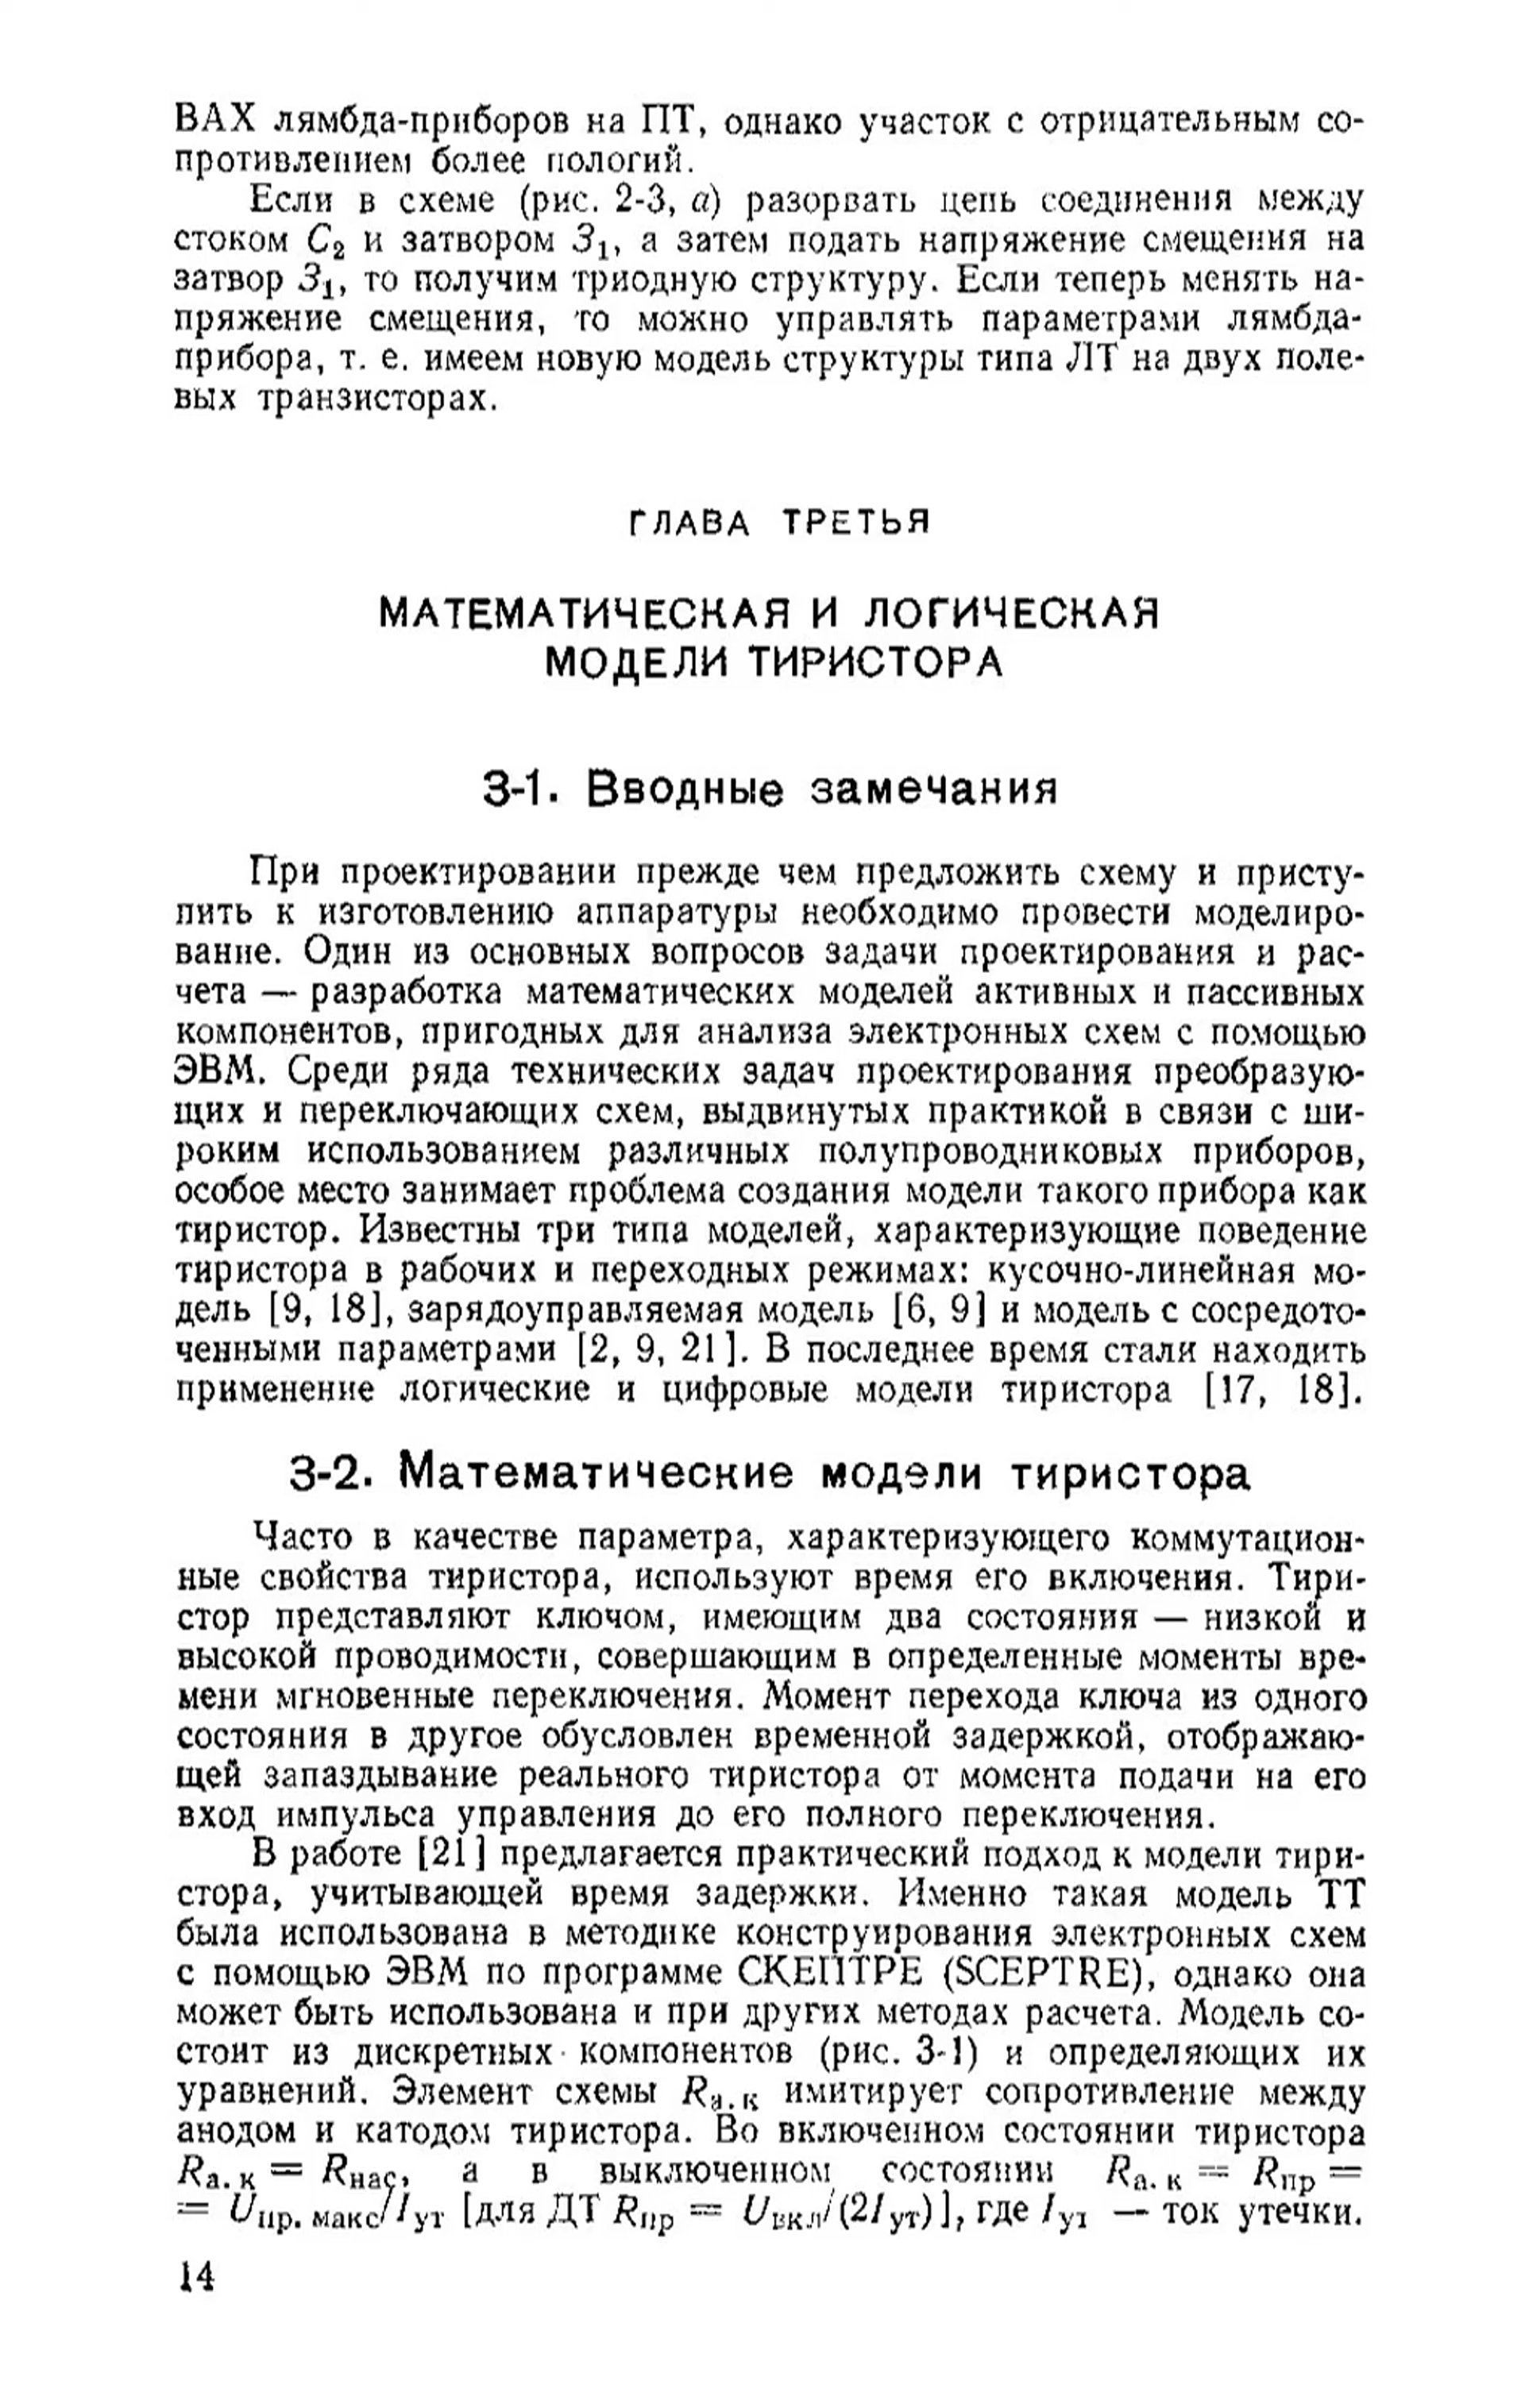 ВАХ лямбда-приборов на ПТ, однако участок с отрицательным со-
противлением более пологий.
Если в схеме (рис. 2-3, а) разорвать цепь соединения между
стоком С₂ и затвором З₁, а затем подать напряжение смещения на
затвор З₁, то получим триодную структуру. Если теперь менять на-
пряжение смещения, то можно управлять параметрами лямбда-
прибора, т. е. имеем новую модель структуры типа ЛТ на двух поле-
вых транзисторах.
ГЛАВА ТРЕТЬЯ
МАТЕМАТИЧЕСКАЯ И ЛОГИЧЕСКАЯ
МОДЕЛИ ТИРИСТОРА
3-1. Вводные замечания
При проектировании прежде чем предложить схему и присту-
пить к изготовлению аппаратуры необходимо провести моделиро-
вание. Один из основных вопросов задачи проектирования и рас-
чета — разработка математических моделей активных и пассивных
компонентов, пригодных для анализа электронных схем с помощью
ЭВМ. Среди ряда технических задач проектирования преобразую-
щих и переключающих схем, выдвинутых практикой в связи с ши-
роким использованием различных полупроводниковых приборов,
особое место занимает проблема создания модели такого прибора как
тиристор. Известны три типа моделей, характеризующие поведение
тиристора в рабочих и переходных режимах: кусочно-линейная мо-
дель [9, 18], зарядоуправляемая модель [6, 9] и модель с сосредото-
ченными параметрами [2, 9, 21]. В последнее время стали находить
применение логические и цифровые модели тиристора [17, 18].
3-2. Математические модели тиристора
Часто в качестве параметра, характеризующего коммутацион-
ные свойства тиристора, используют время его включения. Тири-
стор представляют ключом, имеющим два состояния — низкой и
высокой проводимости, совершающим в определенные моменты вре-
мени мгновенные переключения. Момент перехода ключа из одного
состояния в другое обусловлен временной задержкой, отображаю-
щей запаздывание реального тиристора от момента подачи на его
вход импульса управления до его полного переключения.
В работе [21] предлагается практический подход к модели тири-
стора, учитывающей время задержки. Именно такая модель ТТ
была использована в методике конструирования электронных схем
с помощью ЭВМ по программе СКЕПТРЕ (SCEPTRE), однако она
может быть использована и при других методах расчета. Модель со-
стоит из дискретных компонентов (рис. 3-1) и определяющих их
уравнений. Элемент схемы Rа.к имитирует сопротивление между
анодом и катодом тиристора. Во включенном состоянии тиристора
Rа.к = Rнас, а в выключенном состоянии Rа.к = Rпр =
= Uпр.макс/Iут [для ДТ Rпр = Uвкл/(2Iут)], где Iут — ток утечки.
14